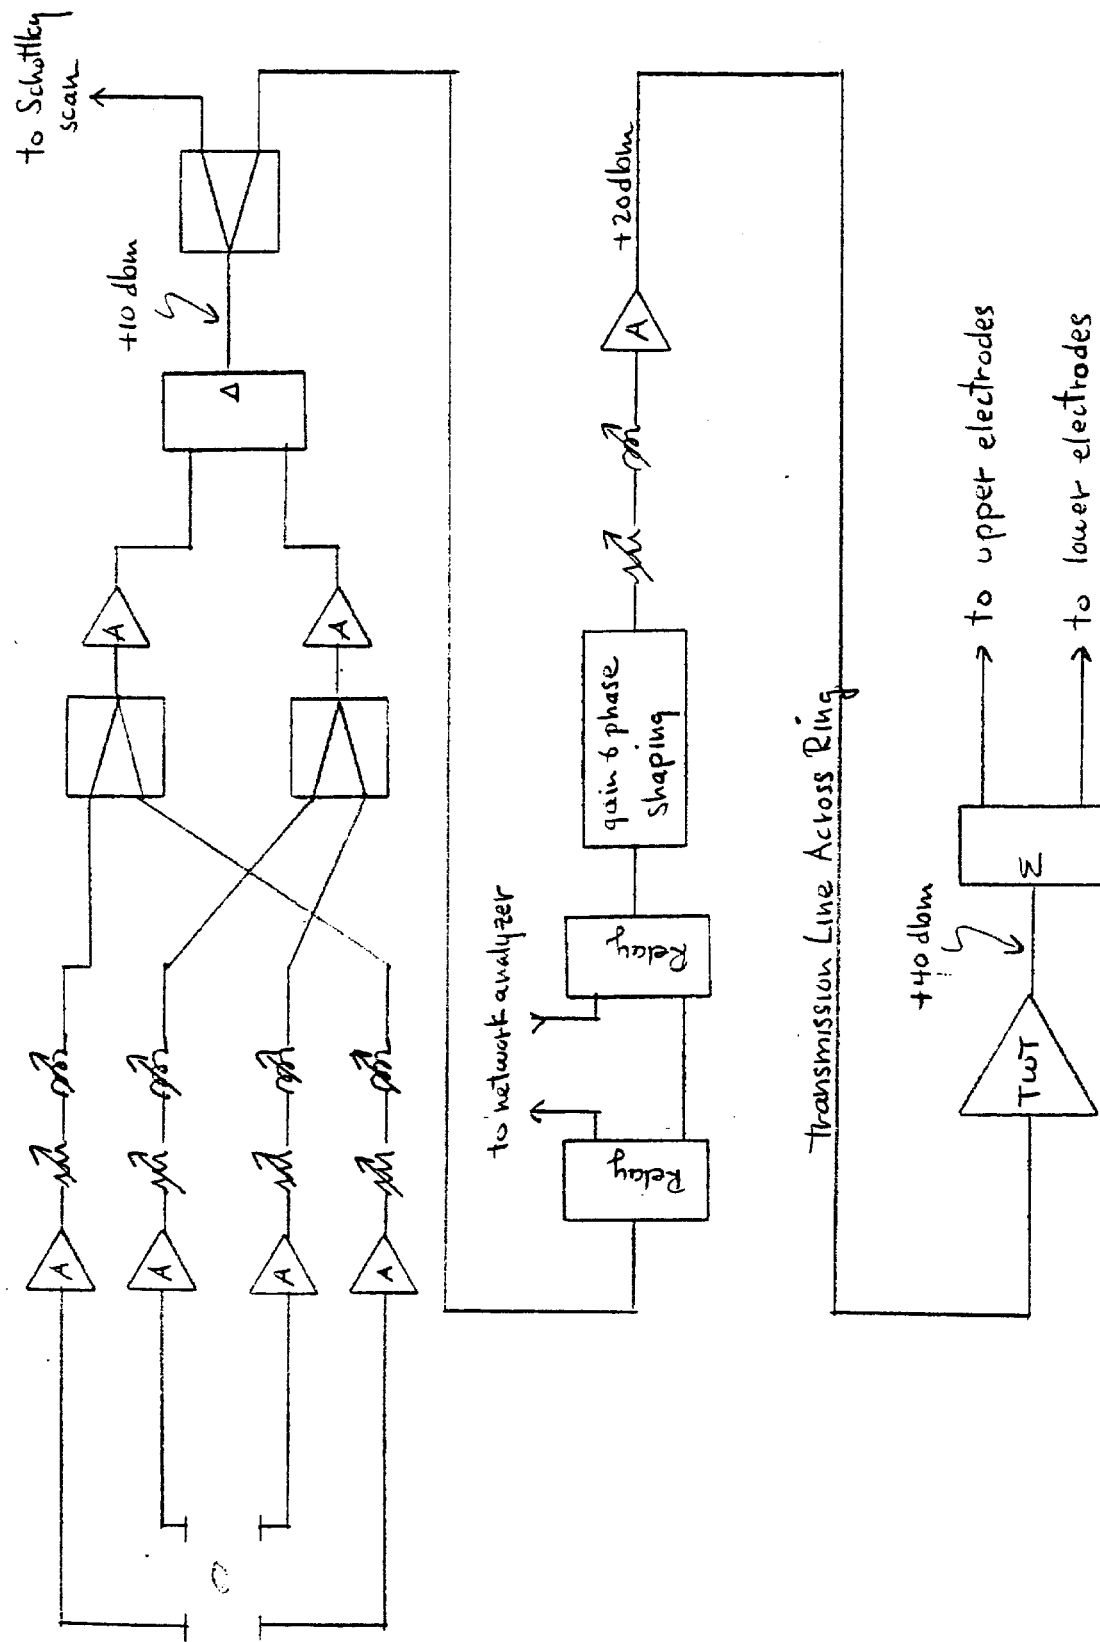 A
A
A
A
A
A
Δ
+10 dbm
to Schottky
scan
Relay
to network analyzer
Relay
gain & phase
shaping
A
+20dbm
Transmission Line Across Ring
TWT
+40 dbm
Σ
to upper electrodes
to lower electrodes